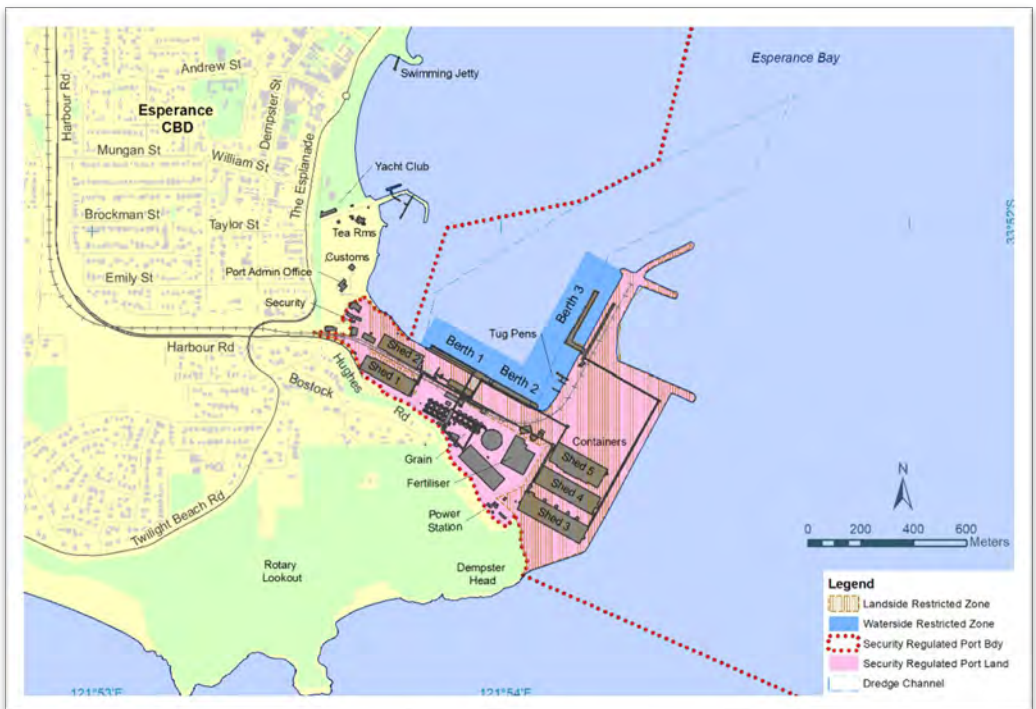 Esperance Bay
Swimming Jetty
Andrew St
Harbour Rd
Esperance
CBD
Dempster St
Mungan St
William St
The Esplanade
Yacht Club
Brockman St
Taylor St
Tea Rms
33°52'S
Customs
Port Admin Office
Emily St
Security
Berth 3
Tug Pens
Berth 1
Berth 2
Harbour Rd
Shed 2
Shed 1
Hughes
Rd
Bostock
Containers
Shed 5
Shed 4
Shed 3
Grain
Fertiliser
Power
Station
Twilight Beach Rd
Rotary
Lookout
Dempster
Head
N
0 200 400 600
Meters
Legend
Landside Restricted Zone
Waterside Restricted Zone
Security Regulated Port Bdy
Security Regulated Port Land
Dredge Channel
121°53'E
121°54'E